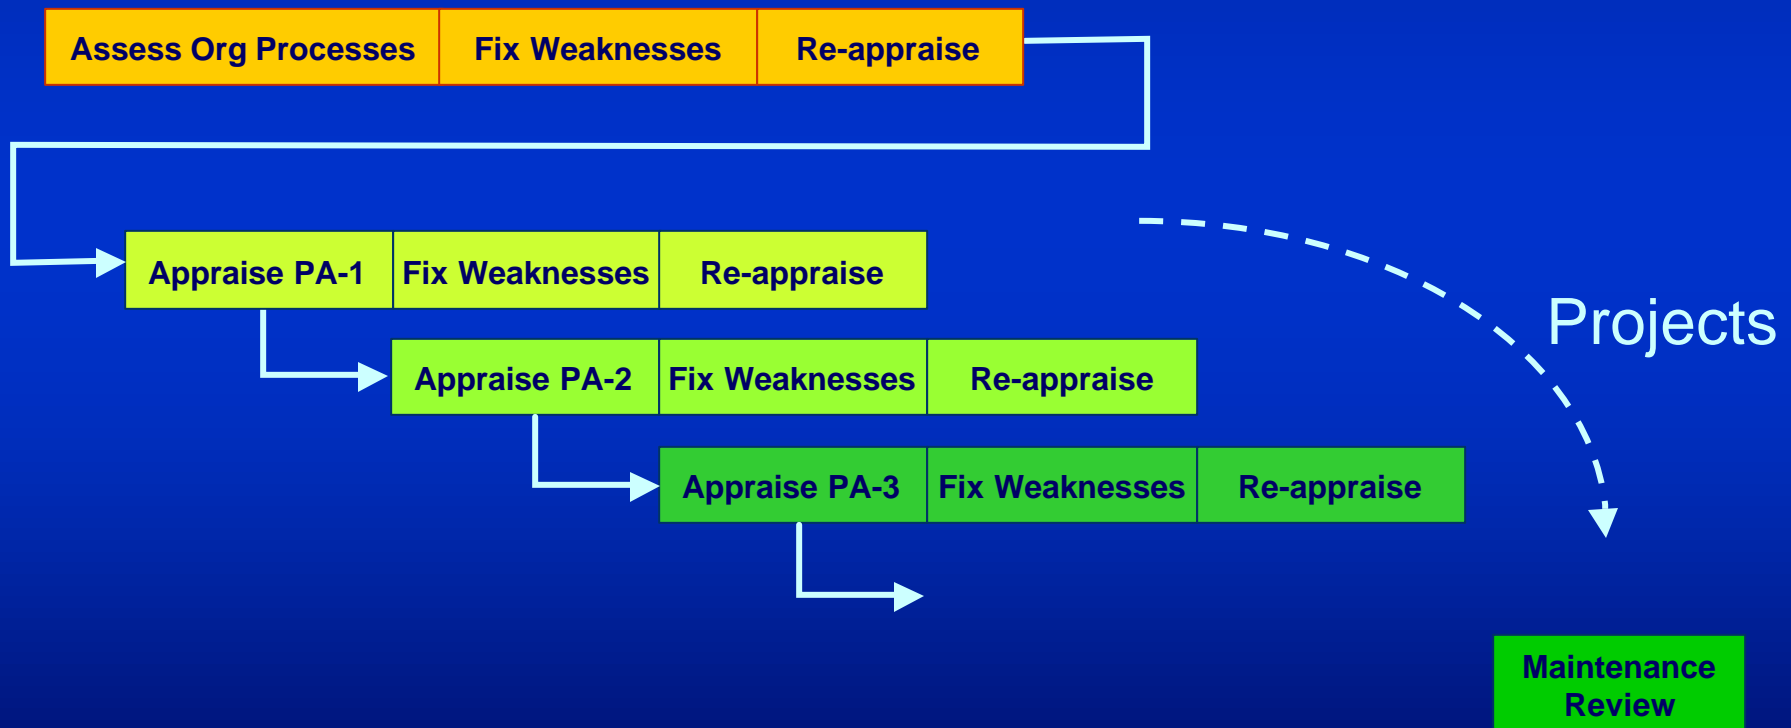 Assess Org Processes Fix Weaknesses Re-appraise
Appraise PA-1 Fix Weaknesses Re-appraise
Projects
Appraise PA-2 Fix Weaknesses Re-appraise
Appraise PA-3 Fix Weaknesses Re-appraise
Maintenance
Review